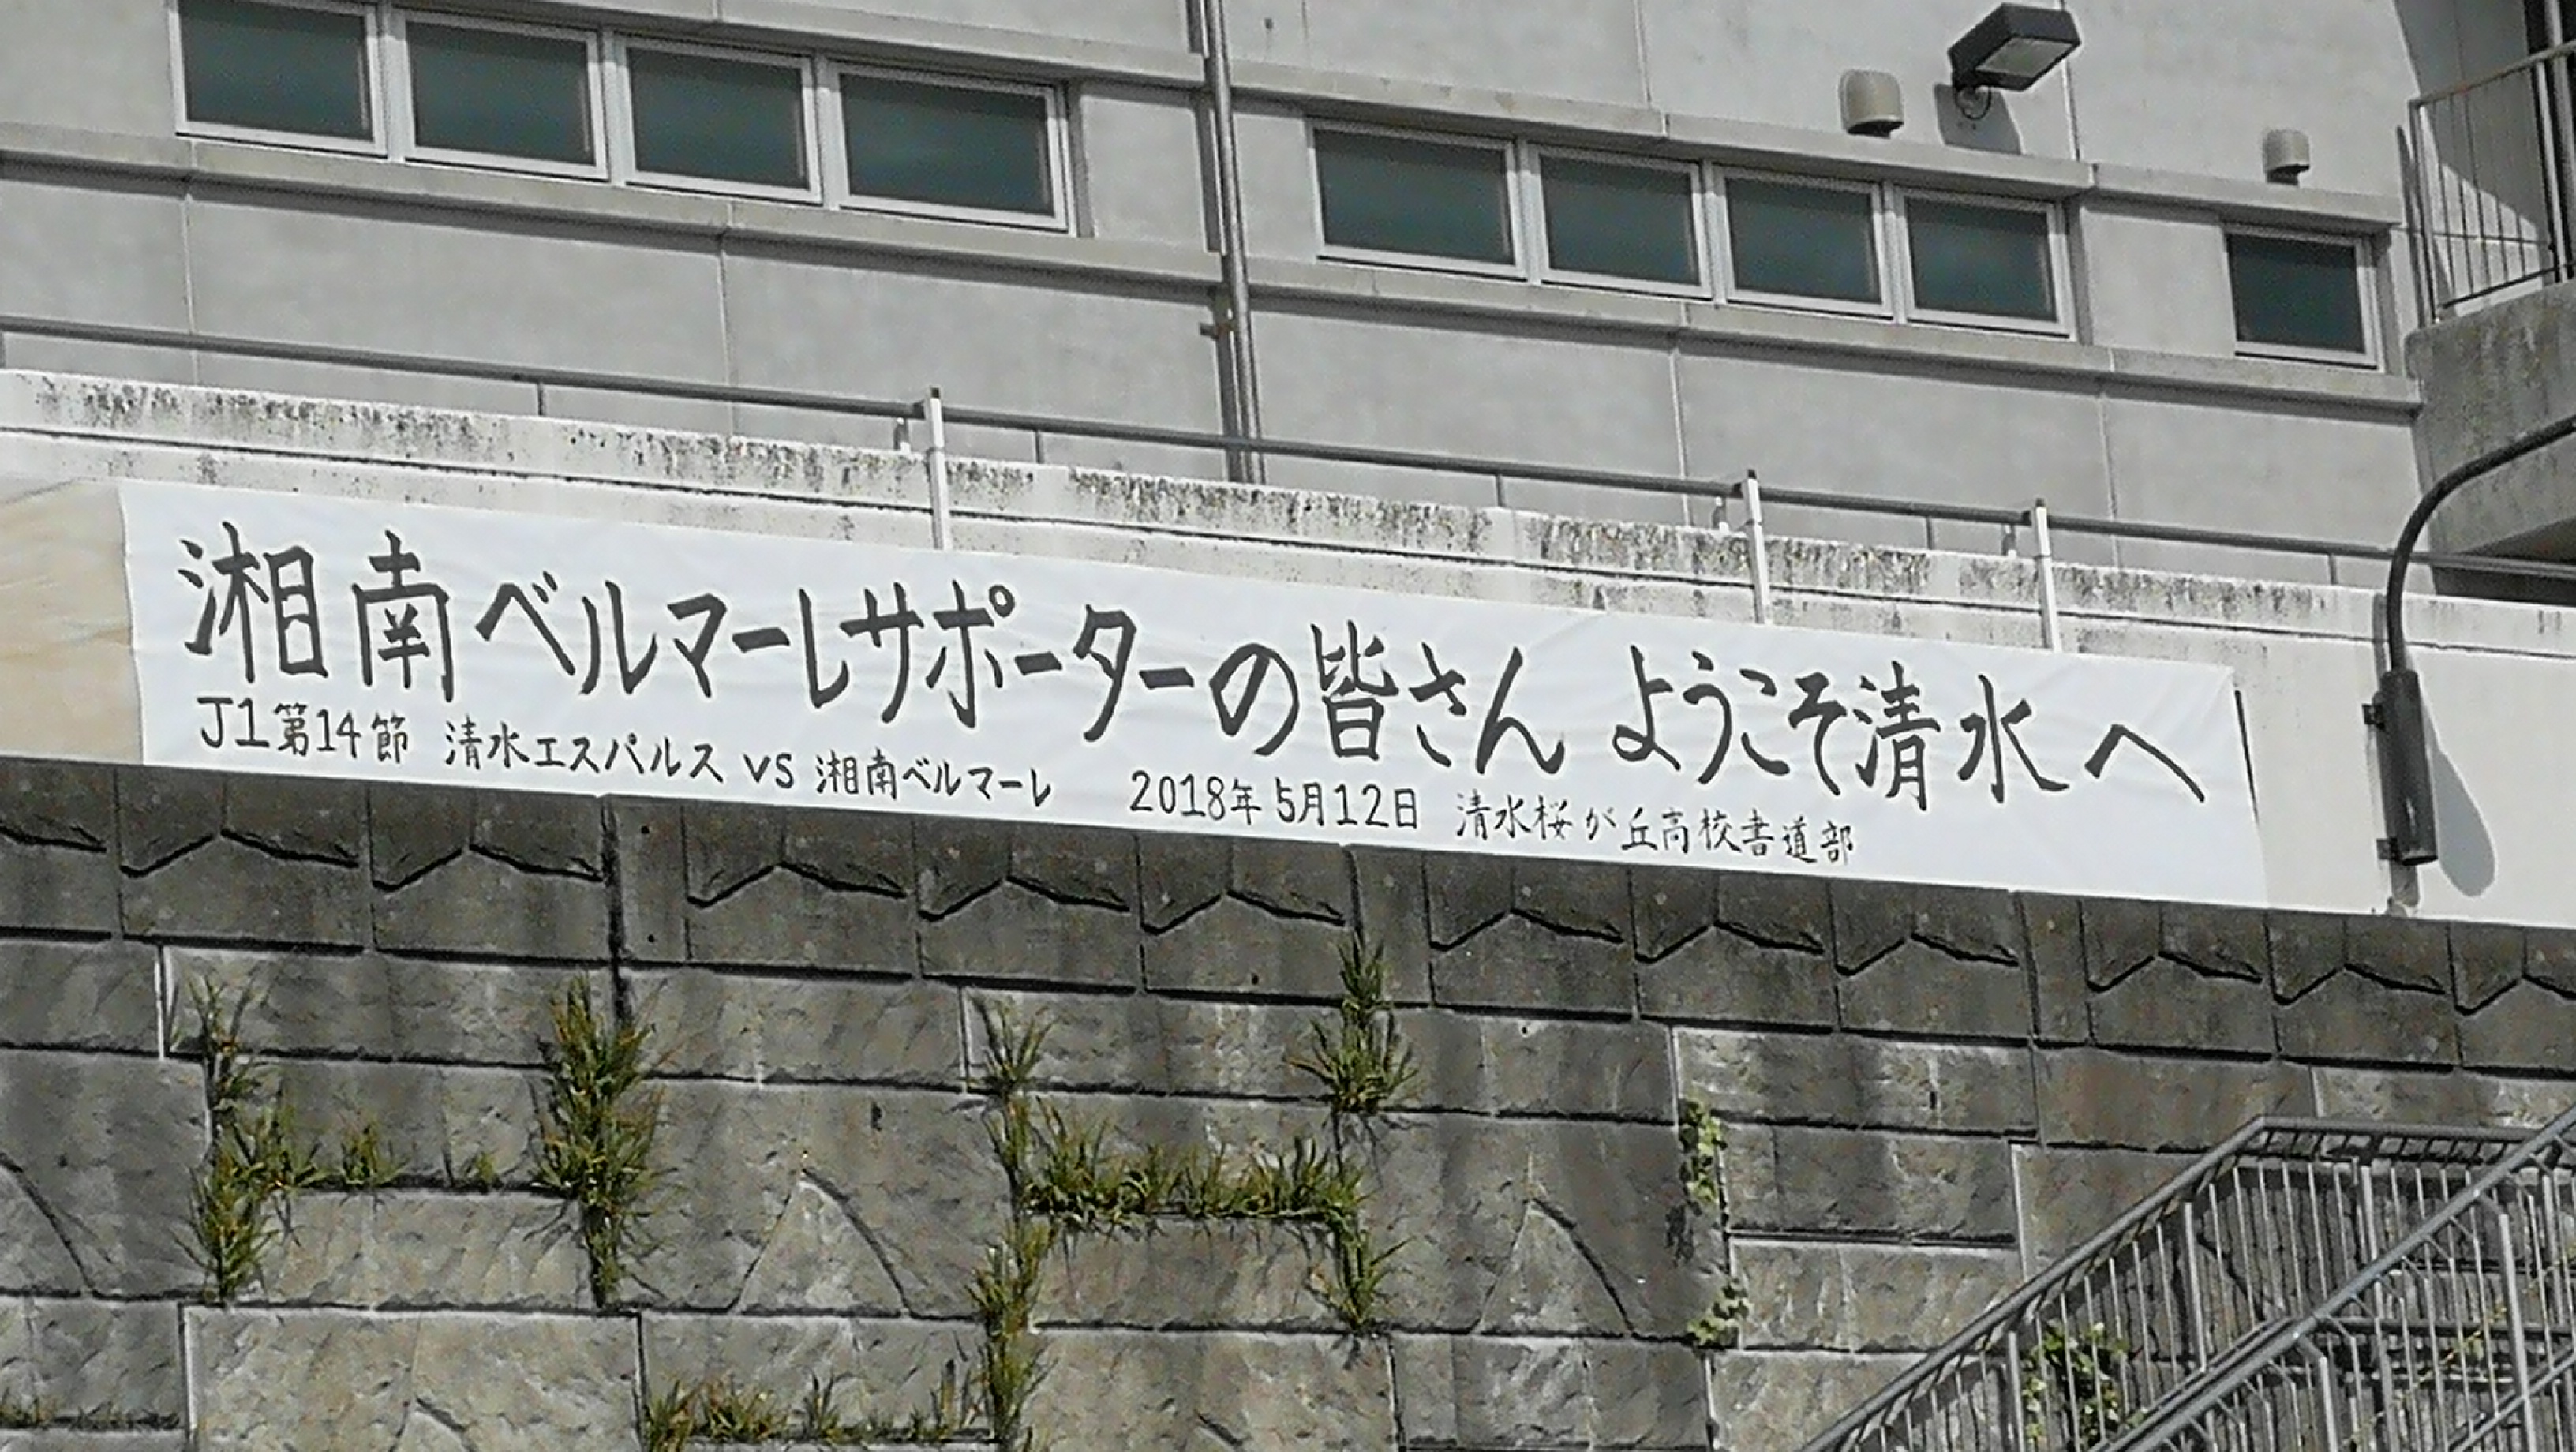 湘南ベルマーレサポーターの皆さん ようこそ清水へ
J1第14節 清水エスパルス VS 湘南ベルマーレ 2018年5月12日 清水桜が丘高校書道部